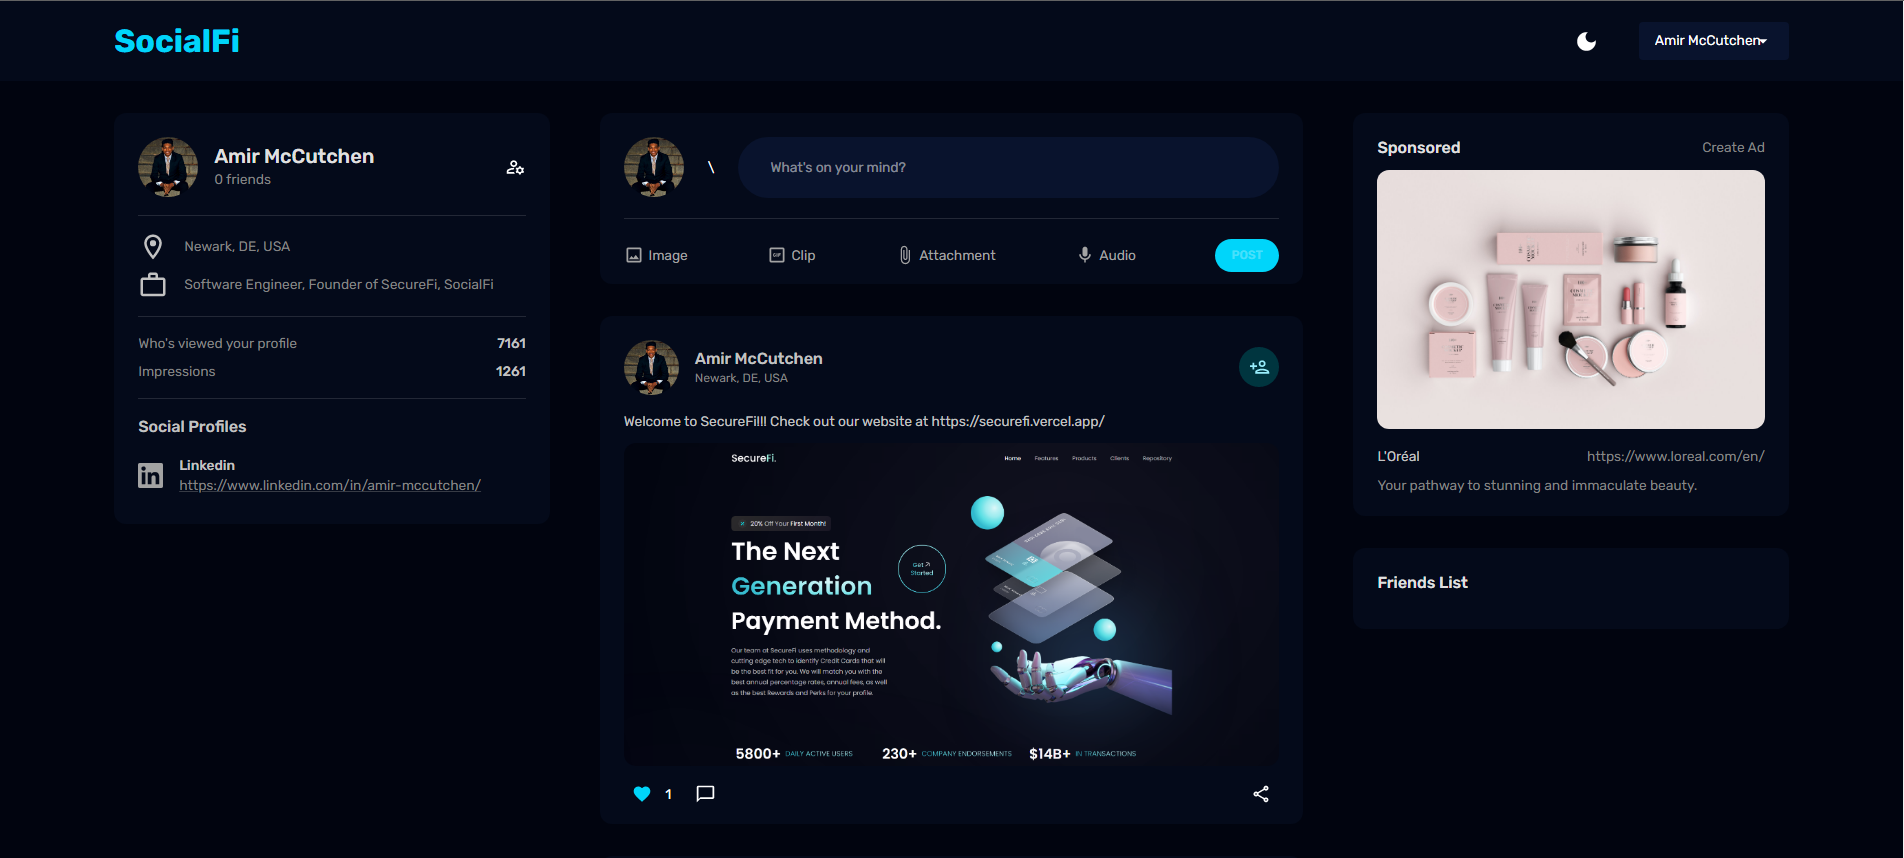 SocialFi
Amir McCutchen
Amir McCutchen
0 friends
Newark, DE, USA
Software Engineer, Founder of SecureFi, SocialFi
Who's viewed your profile 7161
Impressions 1261
Social Profiles
Linkedin
https://www.linkedin.com/in/amir-mccutchen/
\ What's on your mind?
Image Clip Attachment Audio POST
Amir McCutchen
Newark, DE, USA
Welcome to SecureFi!!! Check out our website at https://securefi.vercel.app/
SecureFi. Home Features Products Clients Repository
20% Off Your First Month!
The Next
Generation
Payment Method.
Get
Started
Our team at SecureFi uses methodology and
cutting edge tech to identify Credit Cards that will
be the best fit for you. We will match you with the
best annual percentage rates, annual fees, as well
as the best Rewards and Perks for your profile.
5800+ DAILY ACTIVE USERS 230+ COMPANY ENDORSEMENTS $14B+ IN TRANSACTIONS
1
Sponsored Create Ad
L'Oréal https://www.loreal.com/en/
Your pathway to stunning and immaculate beauty.
Friends List